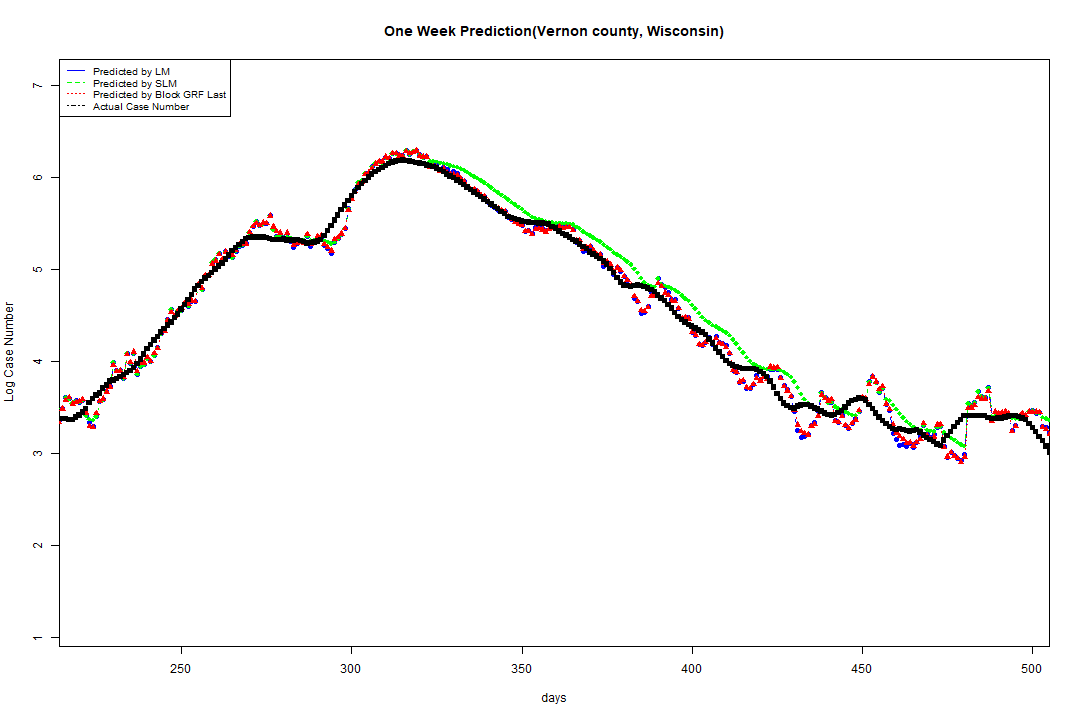 One Week Prediction(Vernon county, Wisconsin)
Predicted by LM
Predicted by SLM
Predicted by Block GRF Last
Actual Case Number
7
6
5
4
3
2
1
Log Case Number
250 300 350 400 450 500
days